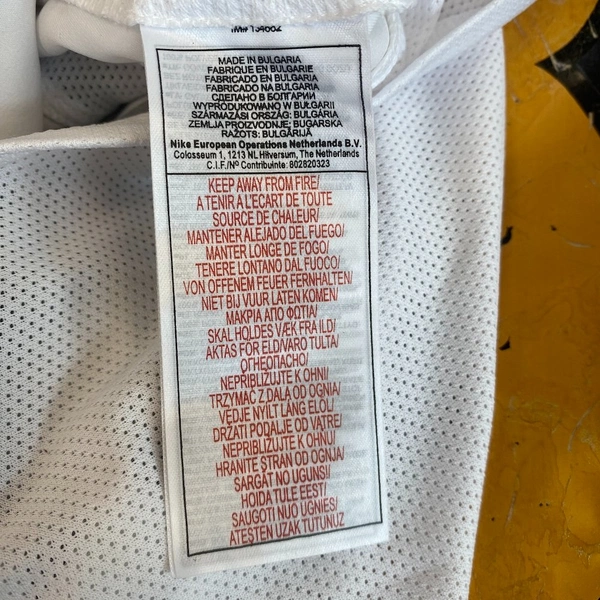 MADE IN BULGARIA
FABRIQUE EN BULGARIE
FABRICADO EN BULGARIA
FABRICADO NA BULGARIA
СДЕЛАНО В БОЛГАРИИ
WYPRODUKOWANO W BUŁGARII
SZÁRMAZÁSI ORSZÁG: BULGÁRIA
ZEMLJA PROIZVODNJE: BUGARSKA
RAŽOTS: BULGĀRIJĀ
Nike European Operations Netherlands B.V.
Colosseum 1, 1213 NL Hilversum, The Netherlands
C.I.F./Nº Contribuinte: 802820323
KEEP AWAY FROM FIRE/
A TENIR A L'ECART DE TOUTE
SOURCE DE CHALEUR/
MANTENER ALEJADO DEL FUEGO/
MANTER LONGE DE FOGO/
TENERE LONTANO DAL FUOCO/
VON OFFENEM FEUER FERNHALTEN/
NIET BIJ VUUR LATEN KOMEN/
ΜΑΚΡΙΑ ΑΠΟ ΦΩΤΙΑ/
SKAL HOLDES VÆK FRA ILD/
AKTAS FÖR ELD/VARO TULTA/
ОГНЕОПАСНО/
NEPRIBLIŽUJTE K OHNI/
TRZYMAĆ Z DALA OD OGNIA/
VEDJE NYÍLT LÁNG ELŐL/
DRŽATI PODALJE OD VATRE/
NEPRIBLIŽUJTE K OHŇU/
HRANITE STRAN OD OGNJA/
SARGĀT NO UGUNS!/
HOIDA TULE EEST/
SAUGOTI NUO UGNIES/
ATEŞTEN UZAK TUTUNUZ